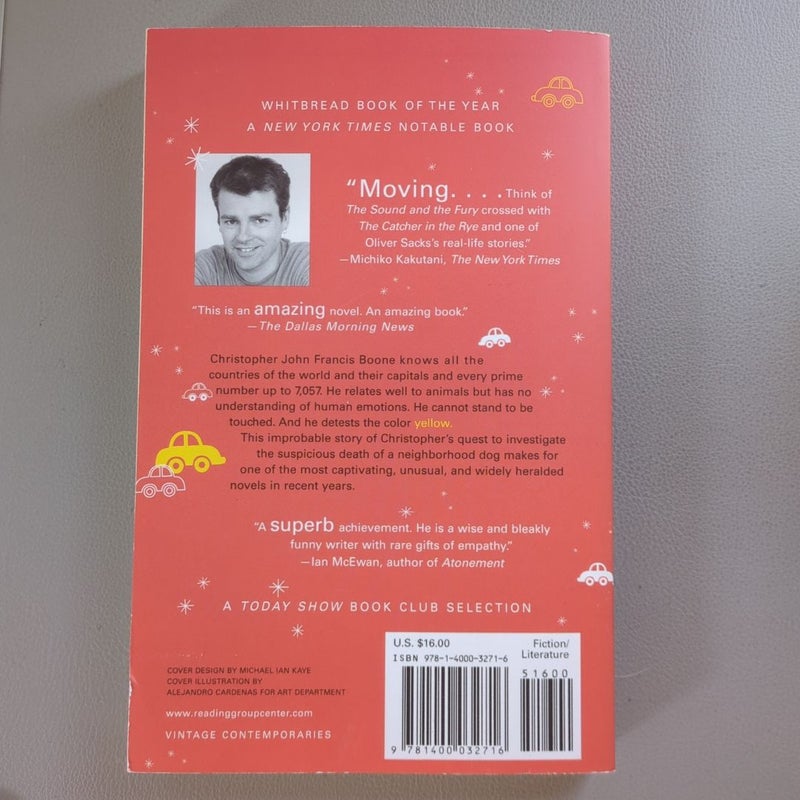 WHITBREAD BOOK OF THE YEAR
A NEW YORK TIMES NOTABLE BOOK
“Moving. . . . Think of
The Sound and the Fury crossed with
The Catcher in the Rye and one of
Oliver Sacks's real-life stories.”
—Michiko Kakutani, The New York Times
“This is an amazing novel. An amazing book.”
—The Dallas Morning News
Christopher John Francis Boone knows all the
countries of the world and their capitals and every prime
number up to 7,057. He relates well to animals but has no
understanding of human emotions. He cannot stand to be
touched. And he detests the color yellow.
This improbable story of Christopher's quest to investigate
the suspicious death of a neighborhood dog makes for
one of the most captivating, unusual, and widely heralded
novels in recent years.
“A superb achievement. He is a wise and bleakly
funny writer with rare gifts of empathy.”
—Ian McEwan, author of Atonement
A TODAY SHOW BOOK CLUB SELECTION
COVER DESIGN BY MICHAEL IAN KAYE
COVER ILLUSTRATION BY
ALEJANDRO CARDENAS FOR ART DEPARTMENT
www.readinggroupcenter.com
VINTAGE CONTEMPORARIES
U.S. $16.00
Fiction/
Literature
ISBN 978-1-4000-3271-6
51600
9 781400 032716